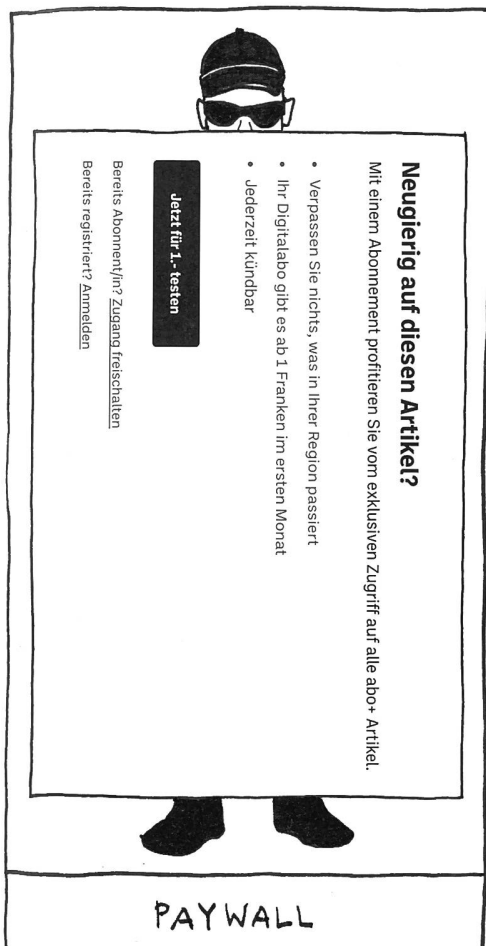 Neugierig auf diesen Artikel?
Mit einem Abonnement profitieren Sie vom exklusiven Zugriff auf alle abo+ Artikel.
• Verpassen Sie nichts, was in Ihrer Region passiert
• Ihr Digitalabo gibt es ab 1 Franken im ersten Monat
• Jederzeit kündbar
Jetzt für 1.- testen
Bereits Abonnent/in? Zugang freischalten
Bereits registriert? Anmelden
PAYWALL